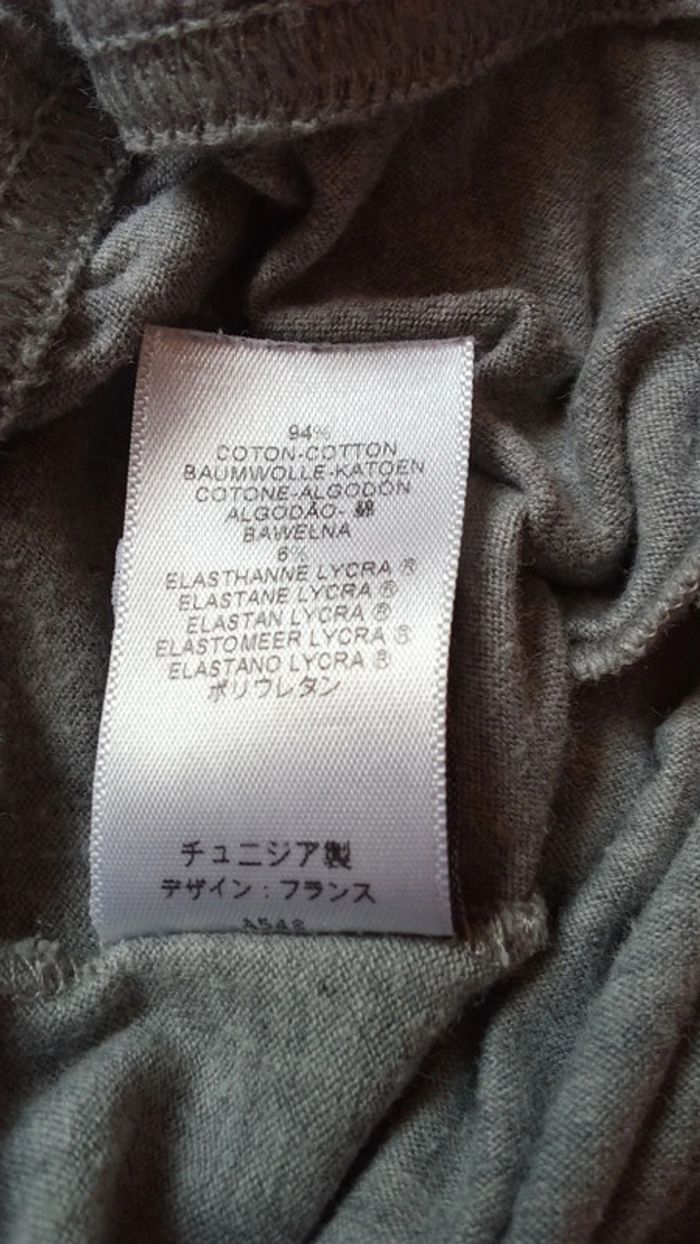 94%
COTON-COTTON
BAUMWOLLE-KATOEN
COTONE-ALGODÓN
ALGODÃO- 綿
BAWEŁNA
6%
ELASTHANNE LYCRA ®
ELASTANE LYCRA ®
ELASTAN LYCRA ®
ELASTOMEER LYCRA ®
ELASTANO LYCRA ®
ポリウレタン
チュニジア製
デザイン：フランス
A548